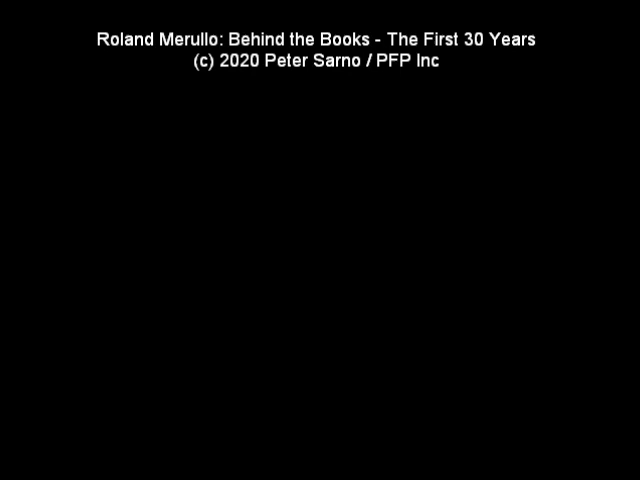 Roland Merullo: Behind the Books - The First 30 Years
(c) 2020 Peter Sarno / PFP Inc